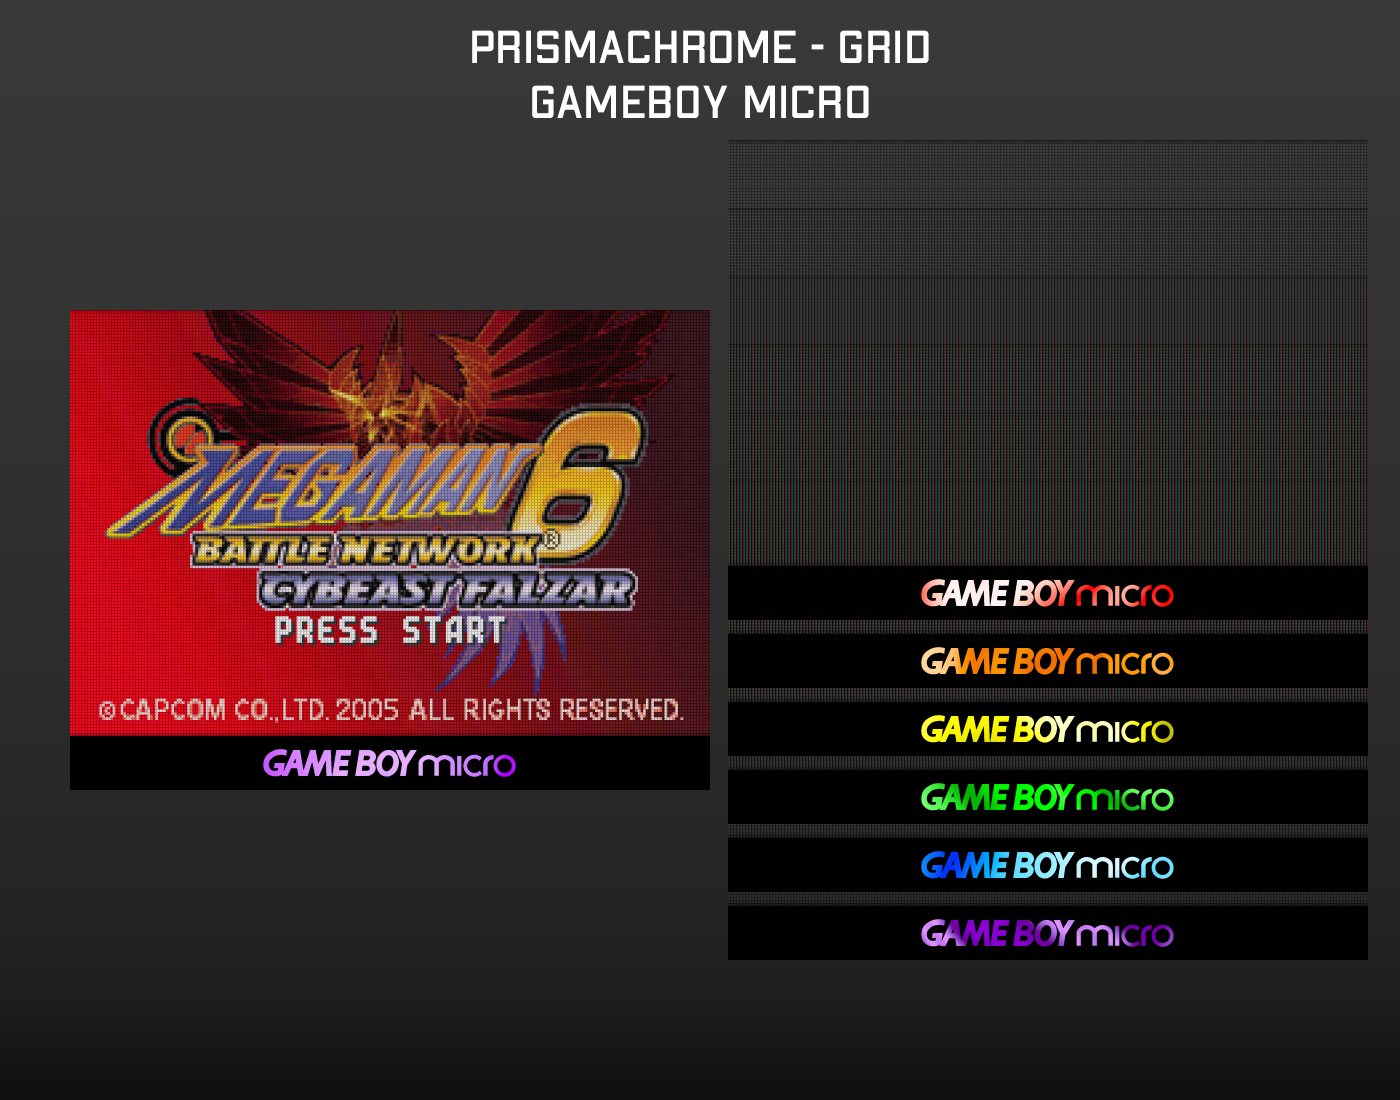 PRISMACHROME - GRID
GAMEBOY MICRO
MEGAMAN 6
BATTLE NETWORK®
CYBEAST FALZAR
PRESS START
©CAPCOM CO.,LTD. 2005 ALL RIGHTS RESERVED.
GAME BOY micro
GAME BOY micro
GAME BOY micro
GAME BOY micro
GAME BOY micro
GAME BOY micro
GAME BOY micro